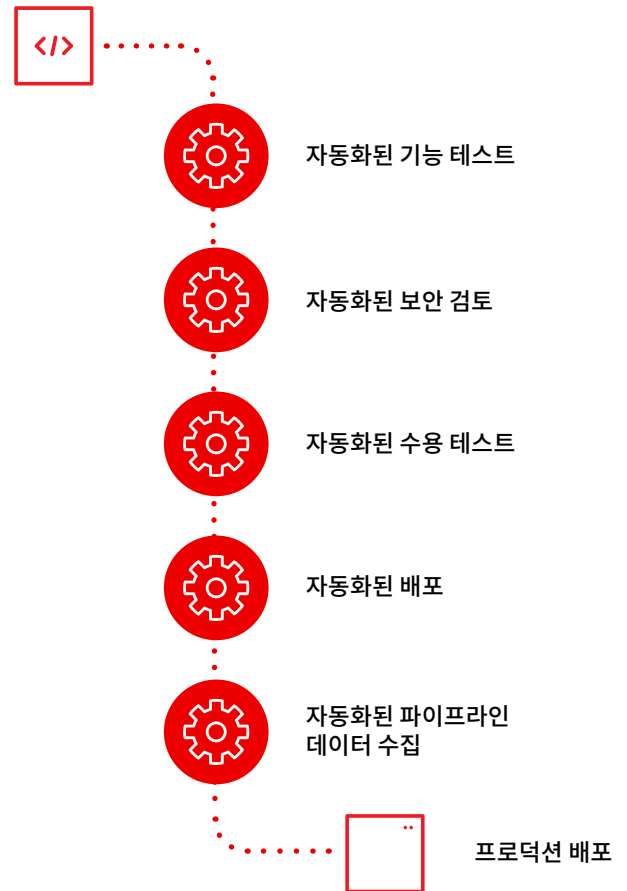 </>
자동화된 기능 테스트
자동화된 보안 검토
자동화된 수용 테스트
자동화된 배포
자동화된 파이프라인
데이터 수집
프로덕션 배포